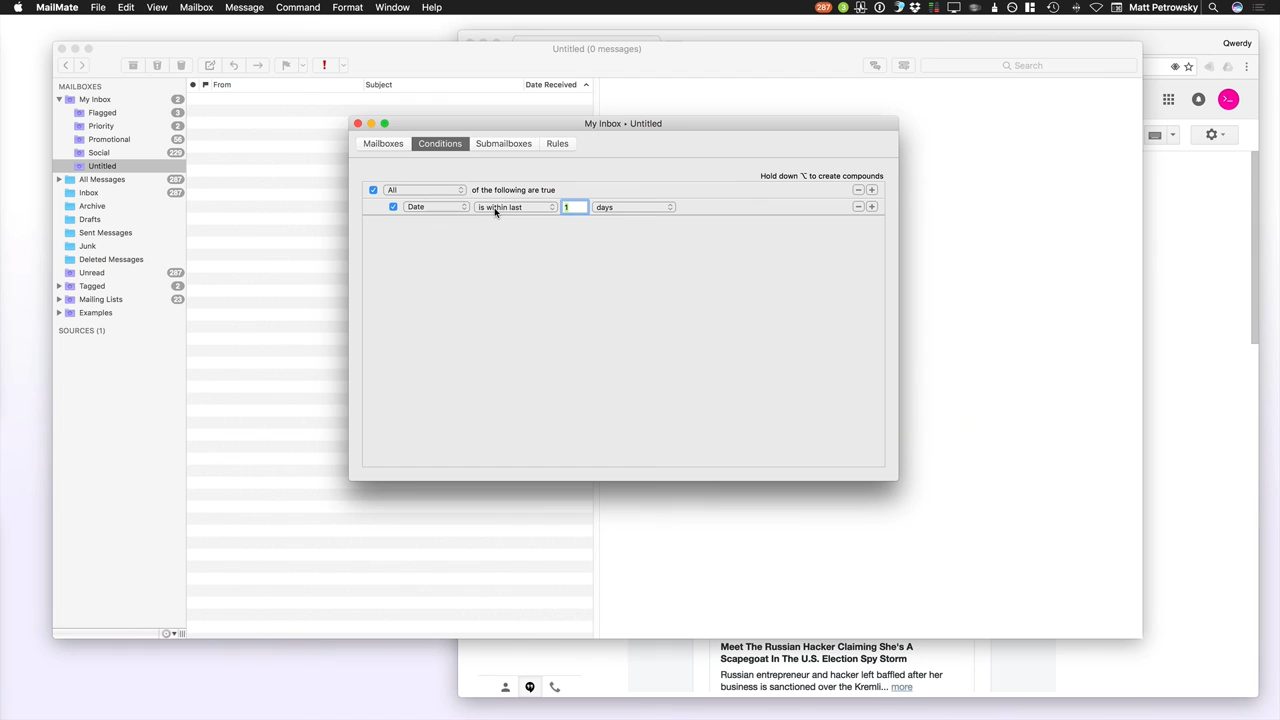 MailMate File Edit View Mailbox Message Command Format Window Help 287 3 Matt Petrowsky
Qwerdy
Untitled (0 messages)
Search
MAILBOXES
From Subject Date Received
My Inbox 2
Flagged 3
Priority 2
Promotional 56
Social 229
Untitled
All Messages
Inbox
Archive
Drafts
Sent Messages
Junk
Deleted Messages
Unread 287
Tagged 2
Mailing Lists 23
Examples
SOURCES (1)
My Inbox • Untitled
Mailboxes Conditions Submailboxes Rules
Hold down ⌥ to create compounds
All of the following are true
Date is within last 1 days
Meet The Russian Hacker Claiming She's A
Scapegoat In The U.S. Election Spy Storm
Russian entrepreneur and hacker left baffled after her
business is sanctioned over the Kremli... more